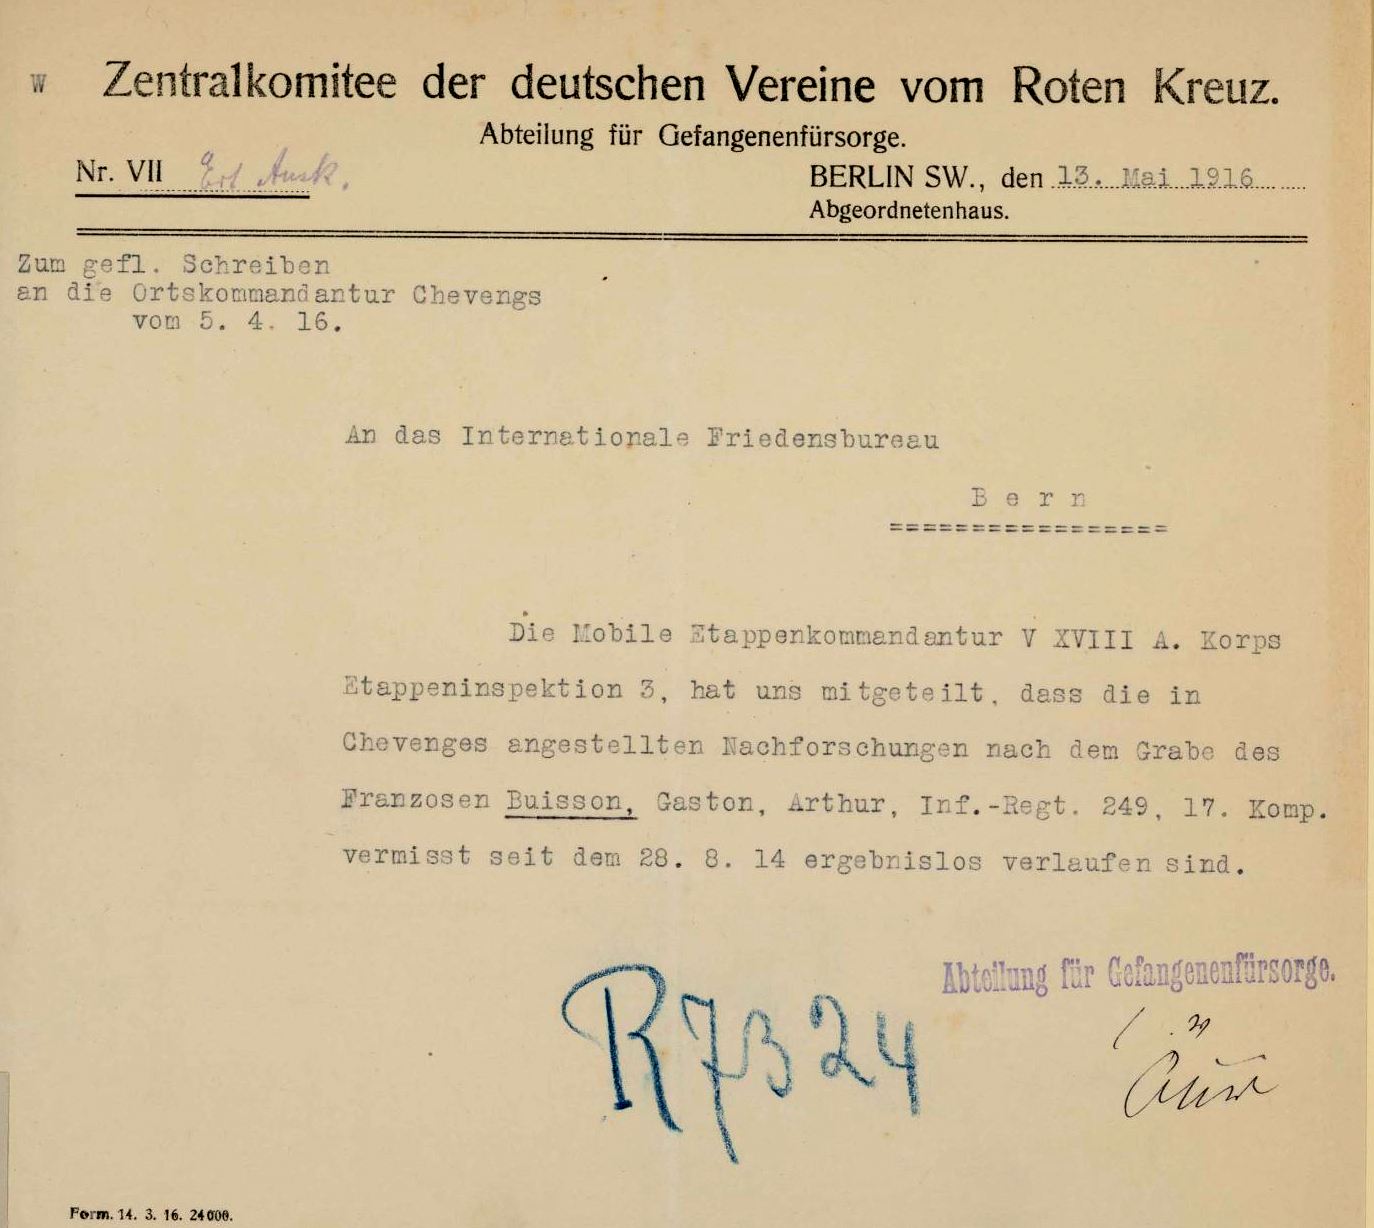 W Zentralkomitee der deutschen Vereine vom Roten Kreuz.
Abteilung für Gefangenenfürsorge.
Nr. VII Ert Ausk.
BERLIN SW., den 13. Mai 1916
Abgeordnetenhaus.
Zum gefl. Schreiben
an die Ortskommandantur Chevengs
vom 5. 4. 16.
An das Internationale Friedensbureau
Bern
=================
Die Mobile Etappenkommandantur V XVIII A. Korps
Etappeninspektion 3, hat uns mitgeteilt, dass die in
Chevenges angestellten Nachforschungen nach dem Grabe des
Franzosen Buisson, Gaston, Arthur, Inf.-Regt. 249, 17. Komp.
vermisst seit dem 28. 8. 14 ergebnislos verlaufen sind.
Abteilung für Gefangenenfürsorge.
R7324
Form. 14. 3. 16. 24000.